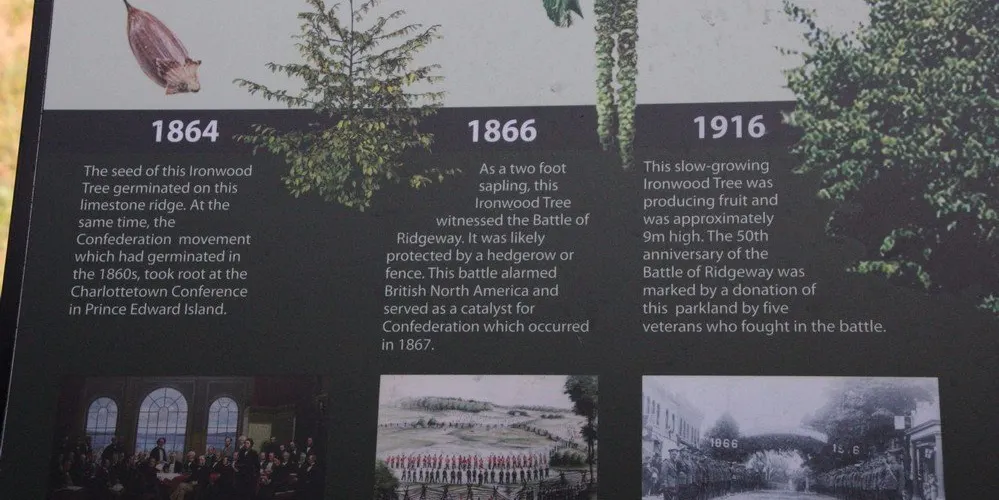 1864
The seed of this Ironwood
Tree germinated on this
limestone ridge. At the
same time, the
Confederation movement
which had germinated in
the 1860s, took root at the
Charlottetown Conference
in Prince Edward Island.
1866
As a two foot
sapling, this
Ironwood Tree
witnessed the Battle of
Ridgeway. It was likely
protected by a hedgerow or
fence. This battle alarmed
British North America and
served as a catalyst for
Confederation which occurred
in 1867.
1916
This slow-growing
Ironwood Tree was
producing fruit and
was approximately
9m high. The 50th
anniversary of the
Battle of Ridgeway was
marked by a donation of
this parkland by five
veterans who fought in the battle.
1866